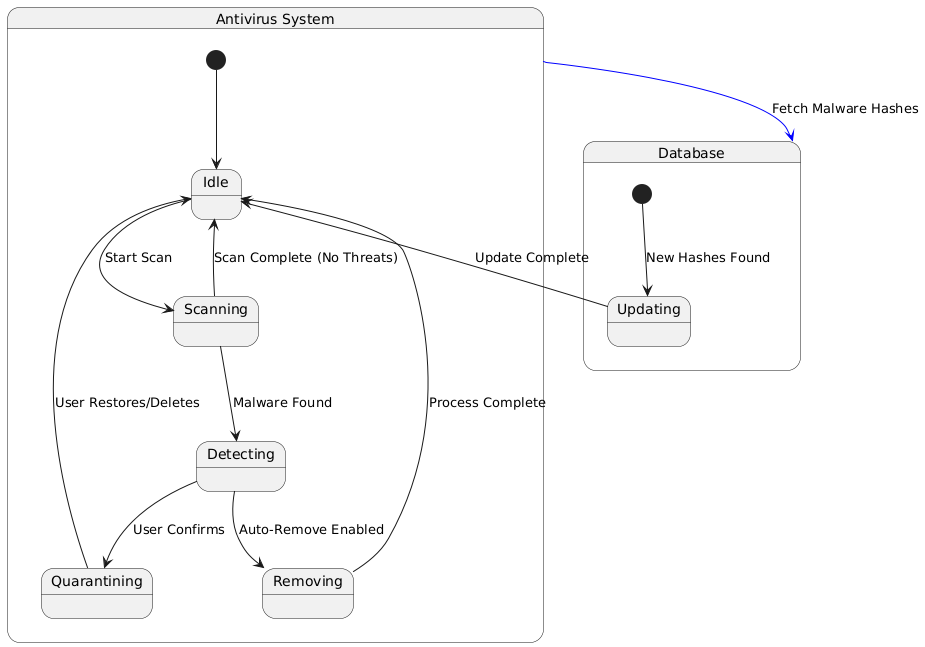 Antivirus System
Fetch Malware Hashes
Database
Idle
Start Scan
Scan Complete (No Threats)
Update Complete
New Hashes Found
Scanning
Updating
User Restores/Deletes
Malware Found
Process Complete
Detecting
User Confirms
Auto-Remove Enabled
Quarantining
Removing